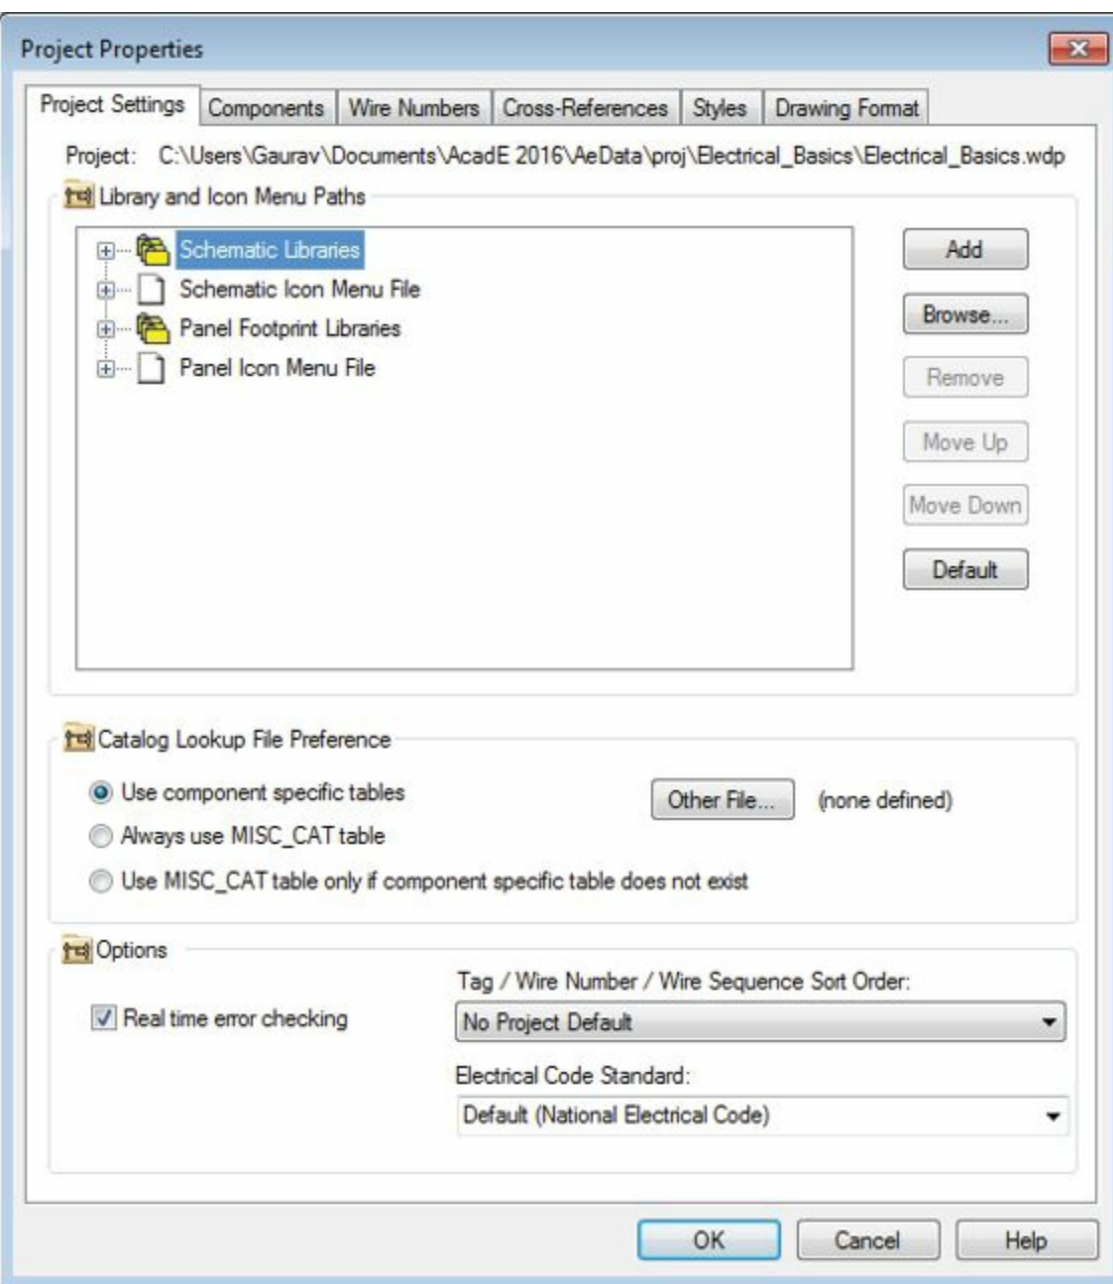 Project Properties
Project Settings Components Wire Numbers Cross-References Styles Drawing Format
Project: C:\Users\Gaurav\Documents\AcadE 2016\AeData\proj\Electrical_Basics\Electrical_Basics.wdp
Library and Icon Menu Paths
Schematic Libraries
Schematic Icon Menu File
Panel Footprint Libraries
Panel Icon Menu File
Add
Browse...
Remove
Move Up
Move Down
Default
Catalog Lookup File Preference
Use component specific tables
Other File... (none defined)
Always use MISC_CAT table
Use MISC_CAT table only if component specific table does not exist
Options
Real time error checking
Tag / Wire Number / Wire Sequence Sort Order:
No Project Default
Electrical Code Standard:
Default (National Electrical Code)
OK Cancel Help